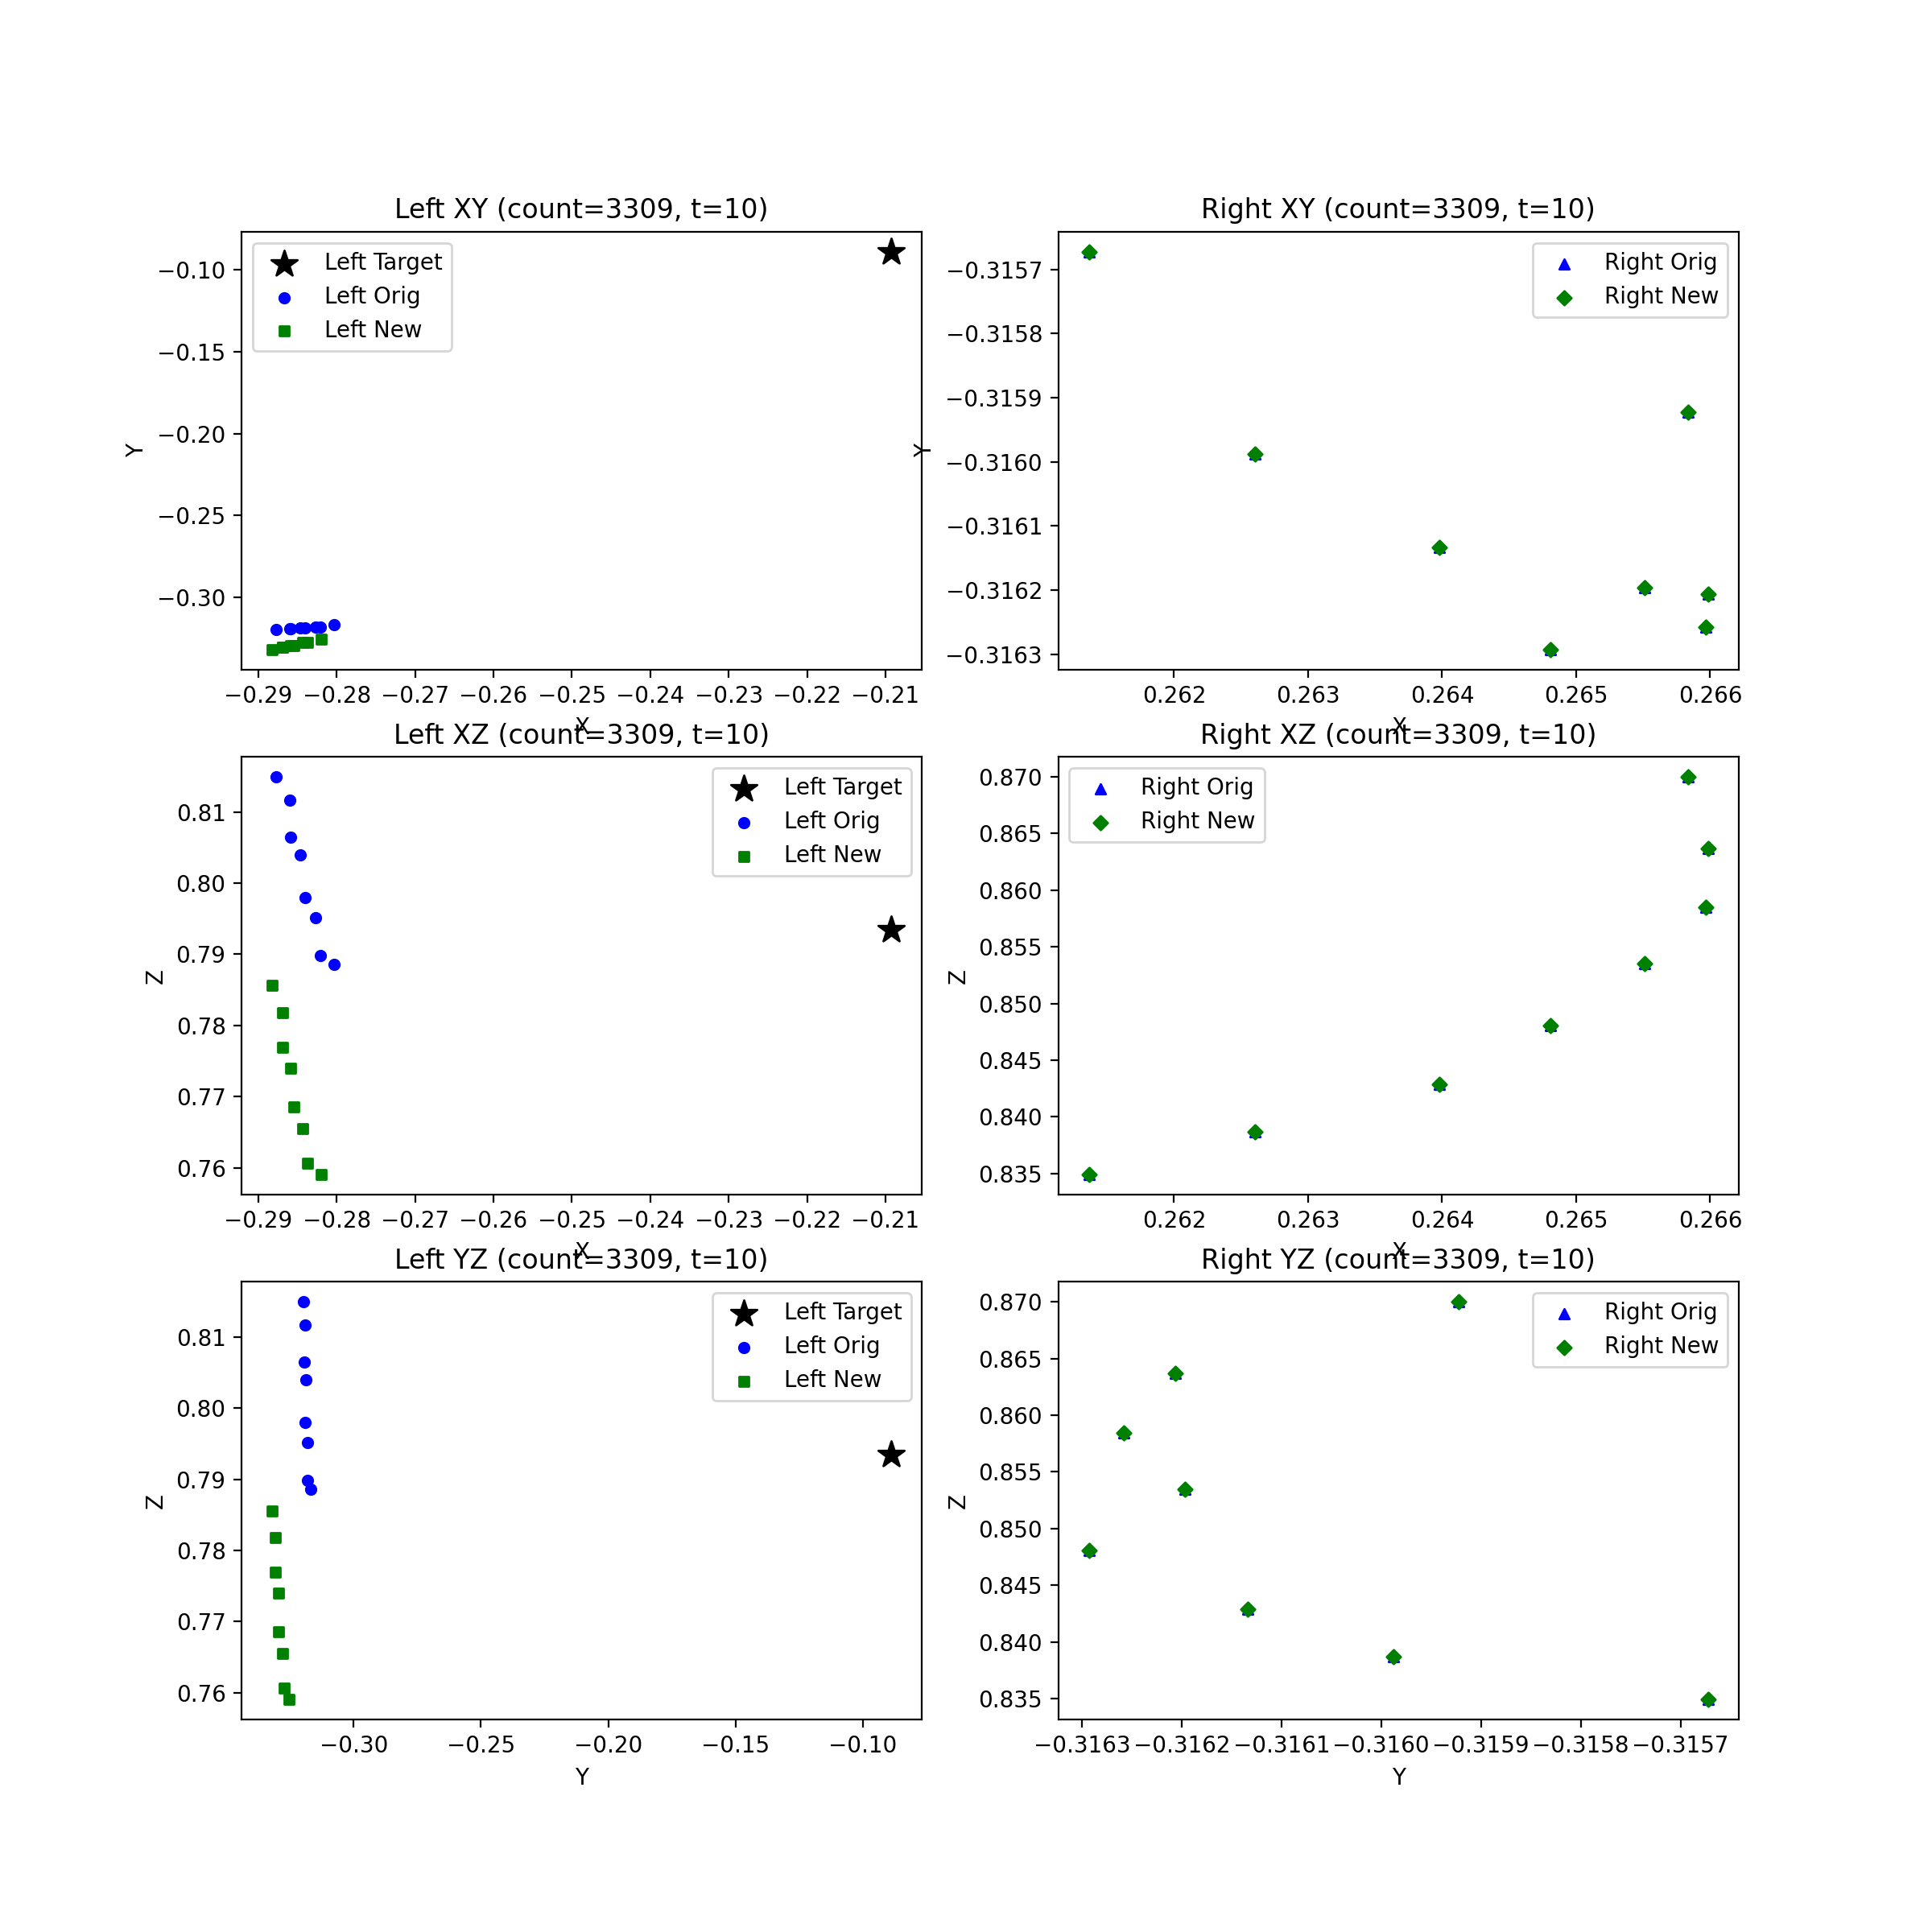 Left XY (count=3309, t=10)
Left Target
Left Orig
Left New
−0.10
−0.15
−0.20
−0.25
−0.30
Y
−0.29 −0.28 −0.27 −0.26 −0.25 −0.24 −0.23 −0.22 −0.21
X
Right XY (count=3309, t=10)
Right Orig
Right New
−0.3157
−0.3158
−0.3159
−0.3160
−0.3161
−0.3162
−0.3163
Y
0.262 0.263 0.264 0.265 0.266
X
Left XZ (count=3309, t=10)
Left Target
Left Orig
Left New
0.81
0.80
0.79
0.78
0.77
0.76
Z
−0.29 −0.28 −0.27 −0.26 −0.25 −0.24 −0.23 −0.22 −0.21
X
Right XZ (count=3309, t=10)
Right Orig
Right New
0.870
0.865
0.860
0.855
0.850
0.845
0.840
0.835
Z
0.262 0.263 0.264 0.265 0.266
X
Left YZ (count=3309, t=10)
Left Target
Left Orig
Left New
0.81
0.80
0.79
0.78
0.77
0.76
Z
−0.30 −0.25 −0.20 −0.15 −0.10
Y
Right YZ (count=3309, t=10)
Right Orig
Right New
0.870
0.865
0.860
0.855
0.850
0.845
0.840
0.835
Z
−0.3163 −0.3162 −0.3161 −0.3160 −0.3159 −0.3158 −0.3157
Y